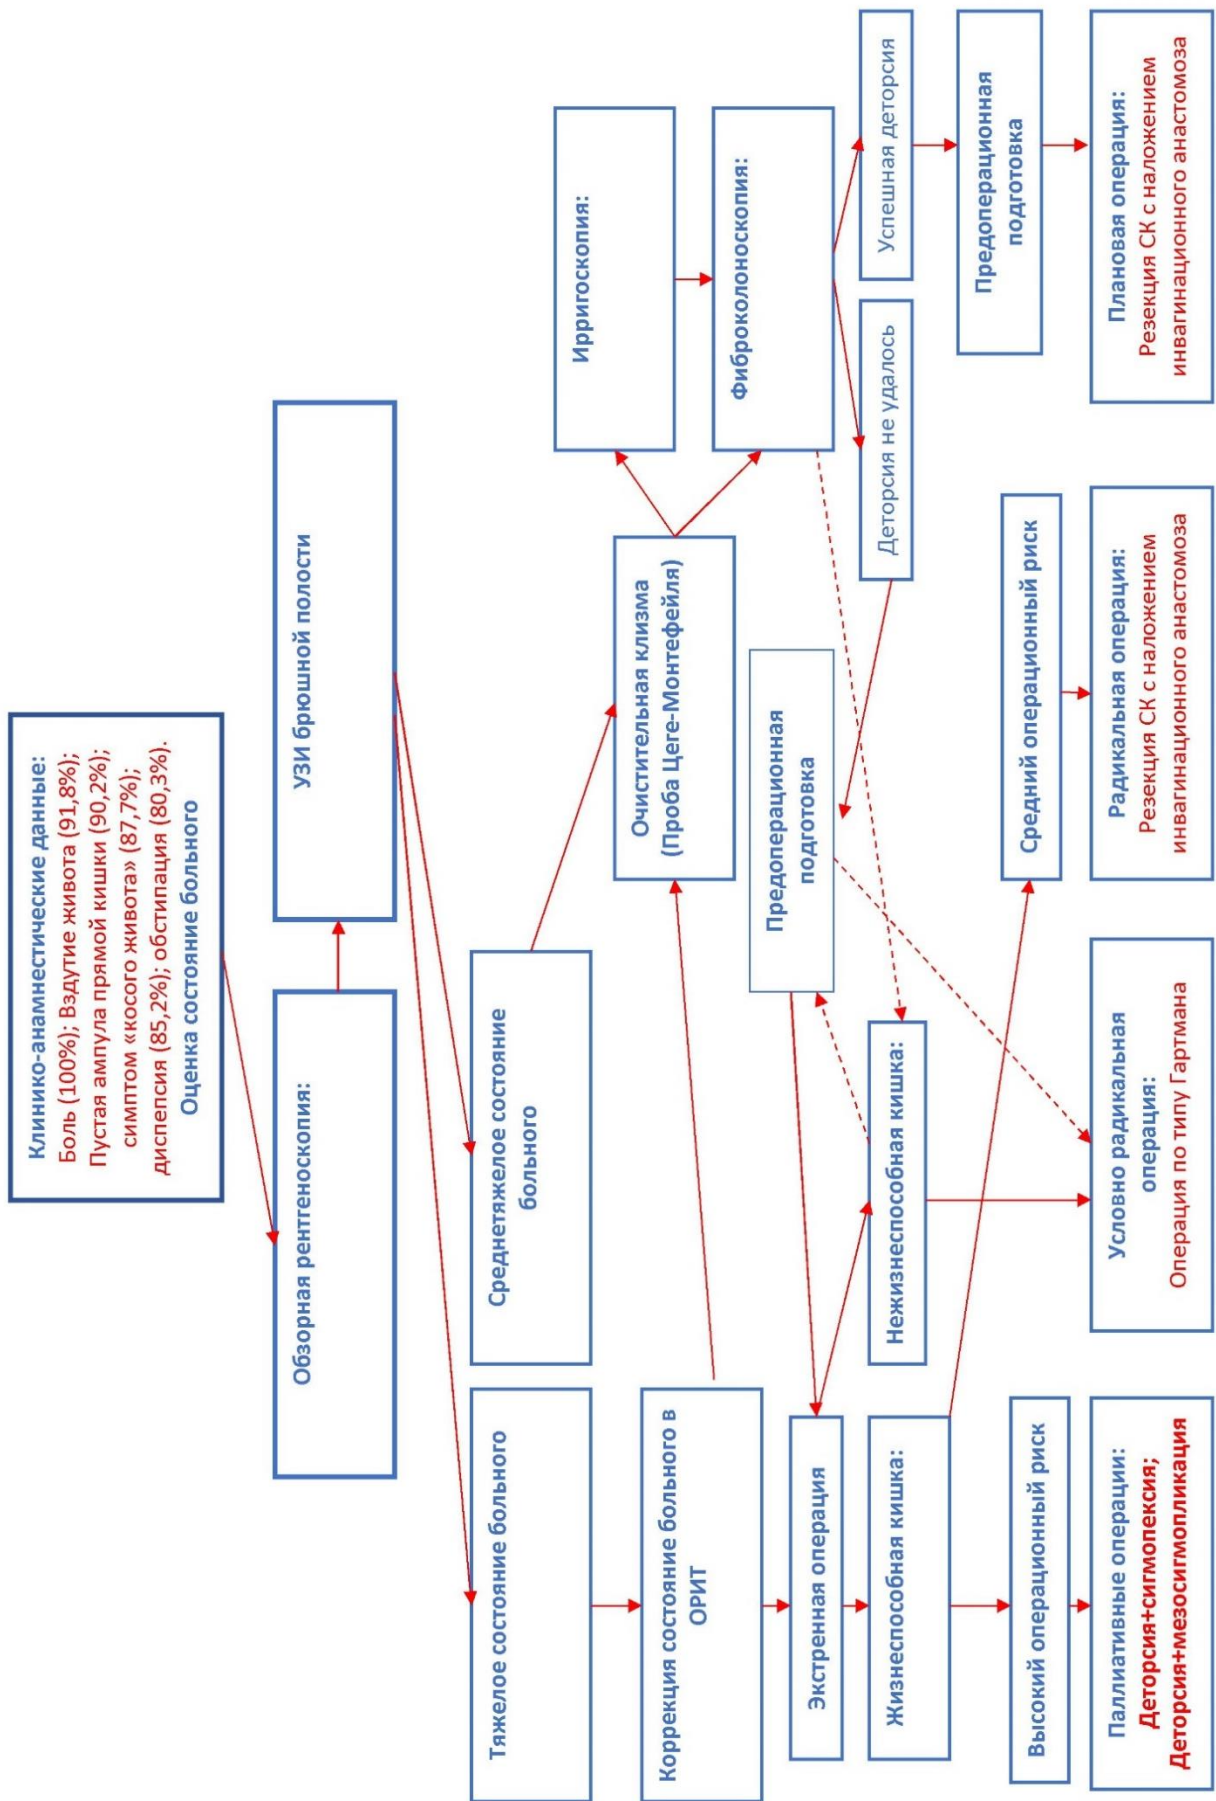 Клинико-анамнестические данные:
Боль (100%); Вздутие живота (91,8%);
Пустая ампула прямой кишки (90,2%);
симптом «косого живота» (87,7%);
диспепсия (85,2%); обстипация (80,3%).
Оценка состояние больного
Обзорная рентгеноскопия:
УЗИ брюшной полости
Тяжелое состояние больного
Среднетяжелое состояние
больного
Ирригоскопия:
Коррекция состояние больного в
ОРИТ
Очистительная клизма
(Проба Цеге-Монтефейля)
Фиброколоноскопия:
Экстренная операция
Предоперационная
подготовка
Деторсия не удалось
Успешная деторсия
Жизнеспособная кишка:
Нежизнеспособная кишка:
Предоперационная
подготовка
Высокий операционный риск
Средний операционный риск
Паллиативные операции:
Деторсия+сигмопексия;
Деторсия+мезосигмопликация
Условно радикальная
операция:
Операция по типу Гартмана
Радикальная операция:
Резекция СК с наложением
инвагинационного анастомоза
Плановая операция:
Резекция СК с наложением
инвагинационного анастомоза